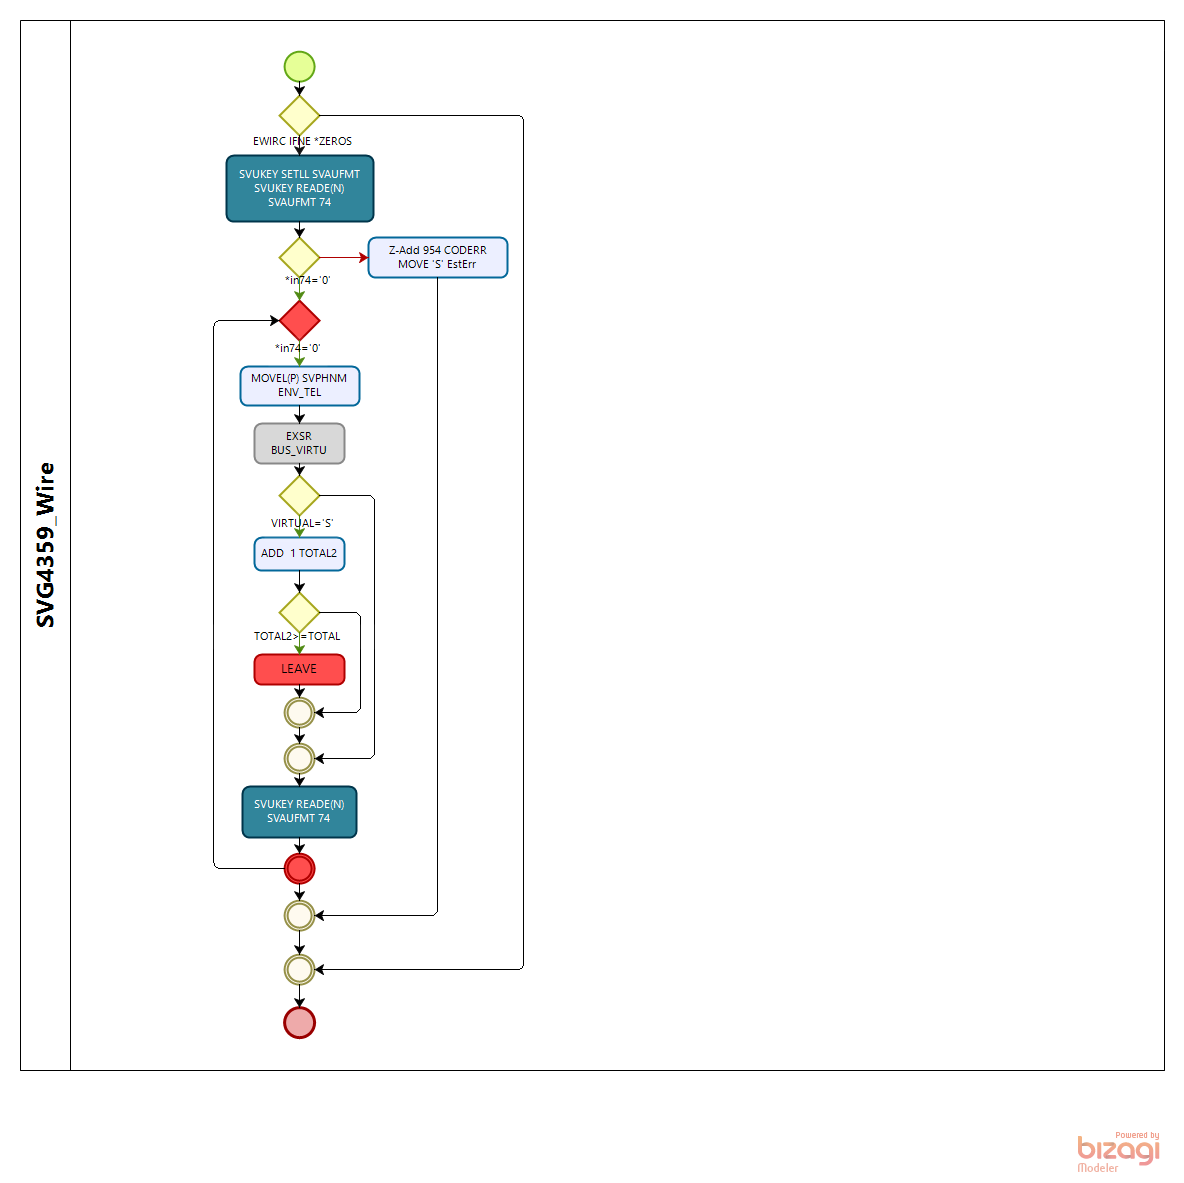 SVG4359_Wire
EWIRC IFNE *ZEROS
SVUKEY SETLL SVAUFMT
SVUKEY READE(N)
SVAUFMT 74
Z-Add 954 CODERR
MOVE 'S' EstErr
*in74='0'
*in74='0'
MOVEL(P) SVPHNM
ENV_TEL
EXSR
BUS_VIRTU
VIRTUAL='S'
ADD  1 TOTAL2
TOTAL2>=TOTAL
LEAVE
SVUKEY READE(N)
SVAUFMT 74
Powered by
bizagi
Modeler